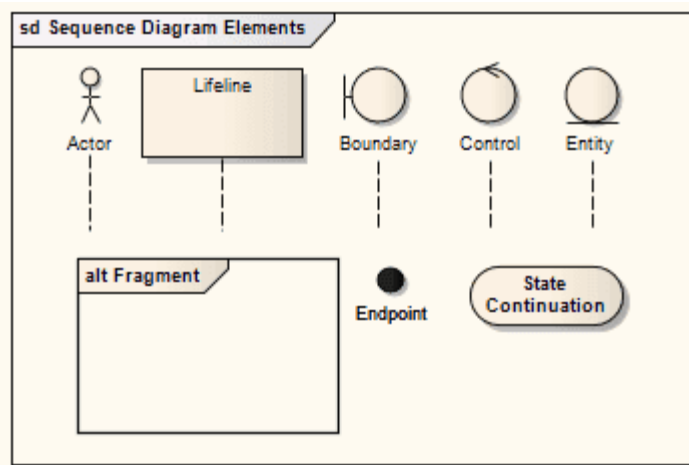 sd Sequence Diagram Elements
Lifeline
Actor
Boundary
Control
Entity
alt Fragment
Endpoint
State
Continuation